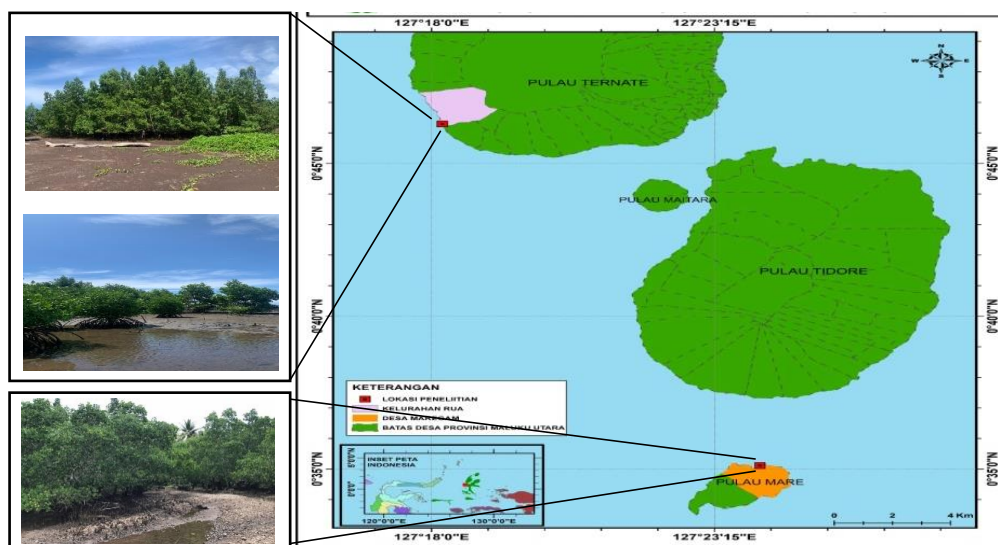 127°18'0"E 127°23'15"E
N
W E
S
PULAU TERNATE
0°45'0"N 0°45'0"N
PULAU MAITARA
PULAU TIDORE
0°40'0"N 0°40'0"N
KETERANGAN
LOKASI PENELITIAN
KELURAHAN RUA
DESA MAREGAM
BATAS DESA PROVINSI MALUKU UTARA
INSET PETA
INDONESIA
120°0'0"E 130°0'0"E
0°35'0"N 0°35'0"N
PULAU MARE
0 2 4 Km
127°18'0"E 127°23'15"E